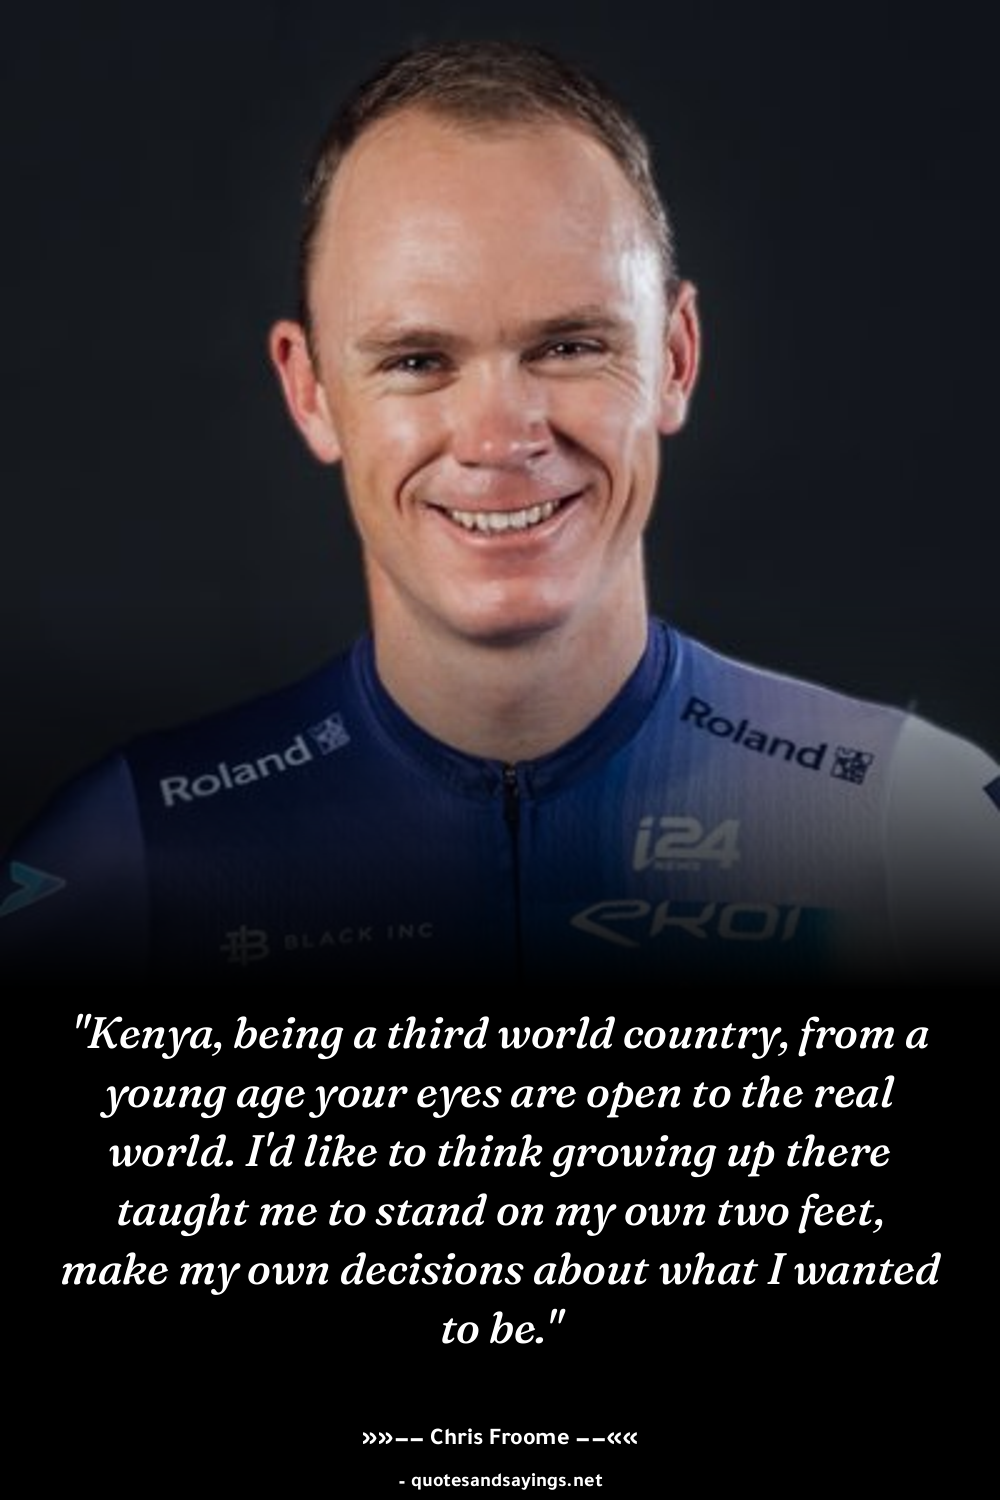 Roland
Roland
i24
NEWS
BLACK INC
EKOI
"Kenya, being a third world country, from a
young age your eyes are open to the real
world. I'd like to think growing up there
taught me to stand on my own two feet,
make my own decisions about what I wanted
to be."
»»–– Chris Froome ––««
- quotesandsayings.net